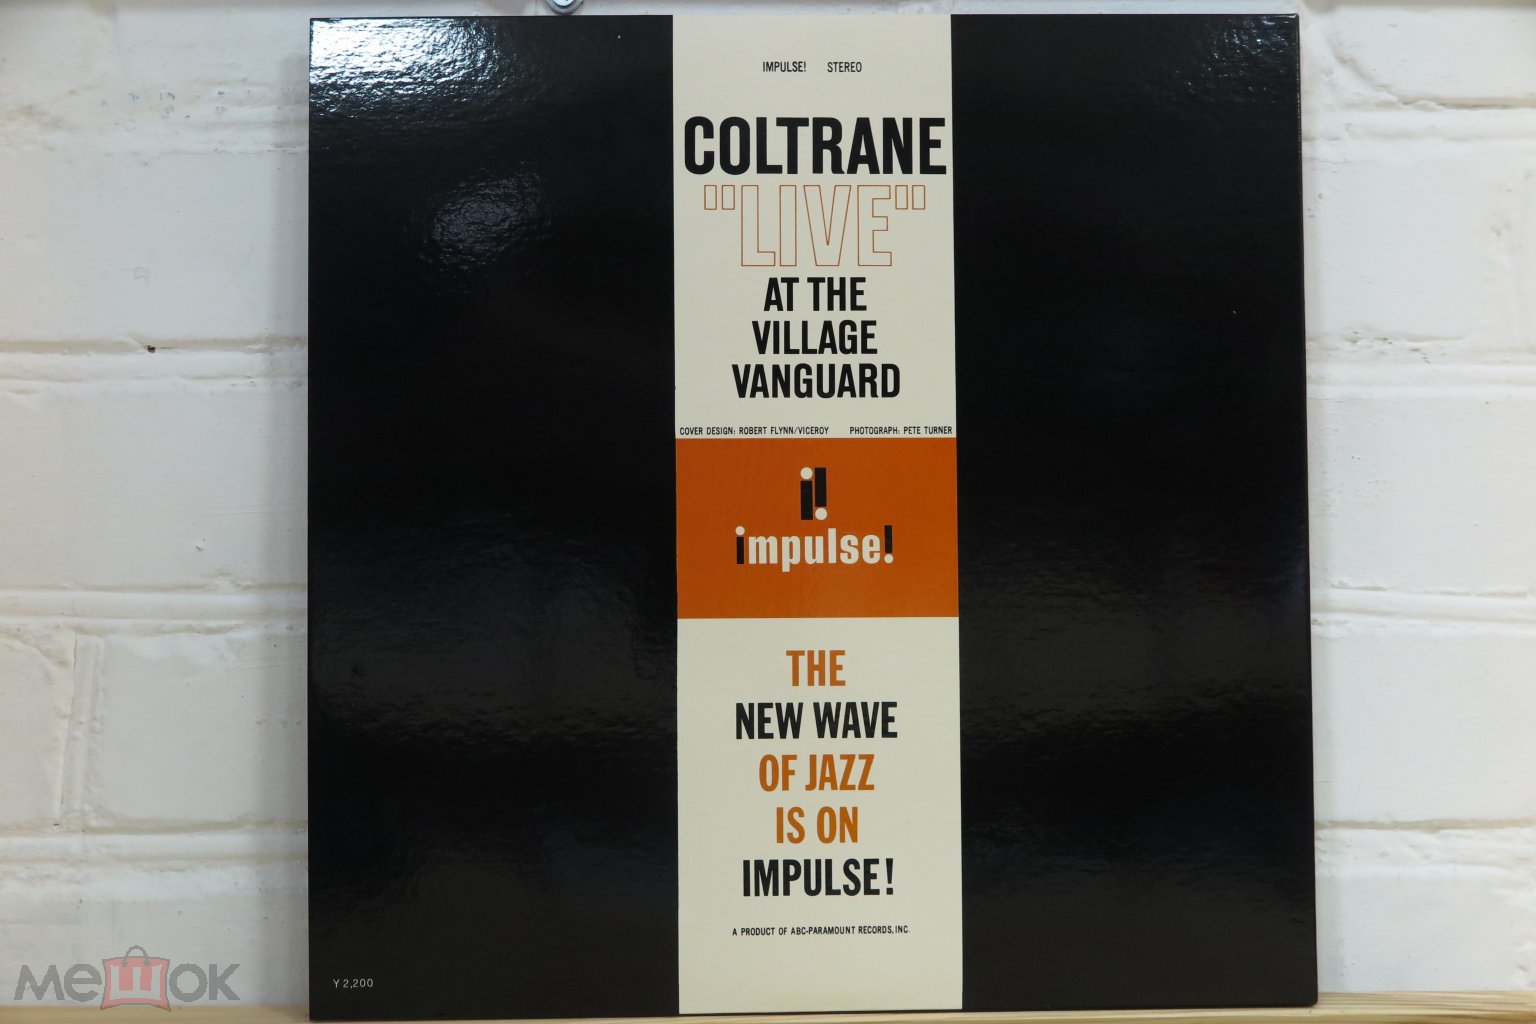 IMPULSE! STEREO
COLTRANE
"LIVE"
AT THE
VILLAGE
VANGUARD
COVER DESIGN: ROBERT FLYNN/VICEROY PHOTOGRAPH: PETE TURNER
i!
impulse!
THE
NEW WAVE
OF JAZZ
IS ON
IMPULSE!
A PRODUCT OF ABC-PARAMOUNT RECORDS, INC.
Y 2,200
мешок